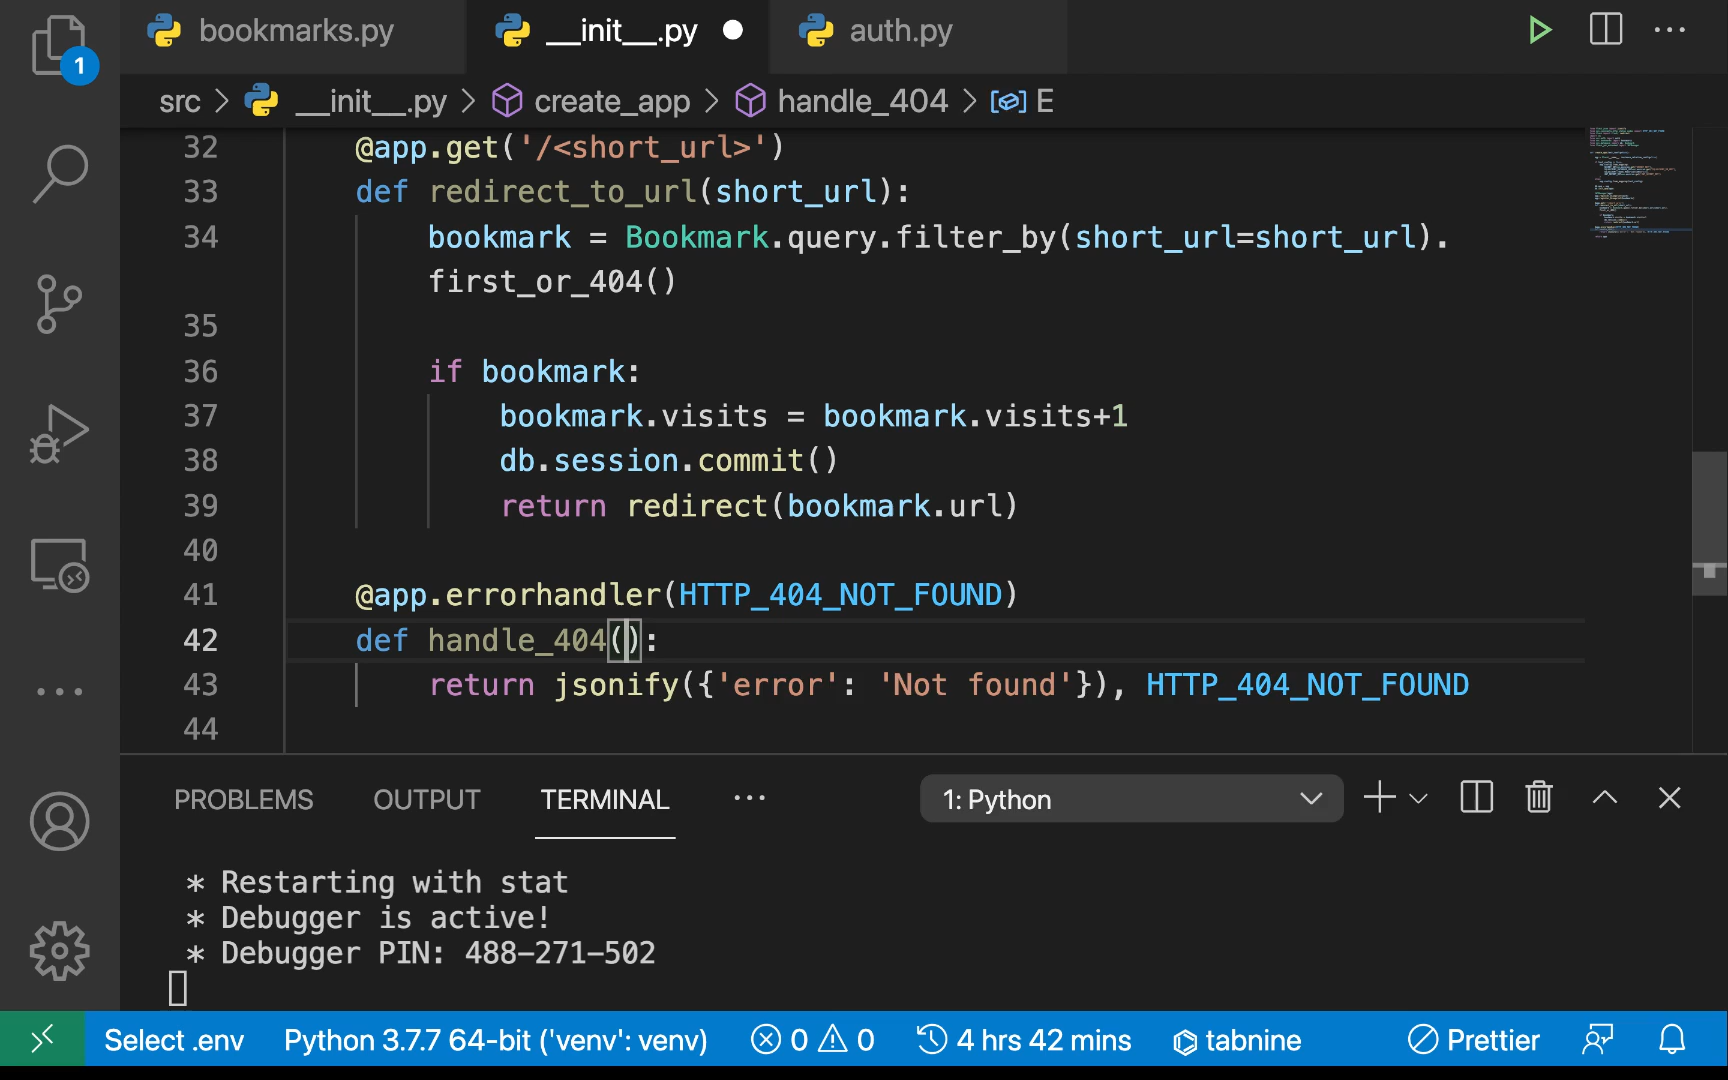 bookmarks.py __init__.py auth.py
1
src > __init__.py > create_app > handle_404 > E
32 @app.get('/<short_url>')
33 def redirect_to_url(short_url):
34 bookmark = Bookmark.query.filter_by(short_url=short_url).
first_or_404()
35
36 if bookmark:
37 bookmark.visits = bookmark.visits+1
38 db.session.commit()
39 return redirect(bookmark.url)
40
41 @app.errorhandler(HTTP_404_NOT_FOUND)
42 def handle_404():
43 return jsonify({'error': 'Not found'}), HTTP_404_NOT_FOUND
44
PROBLEMS OUTPUT TERMINAL ··· 1: Python
* Restarting with stat
* Debugger is active!
* Debugger PIN: 488-271-502
Select .env Python 3.7.7 64-bit ('venv': venv) 0 0 4 hrs 42 mins tabnine Prettier